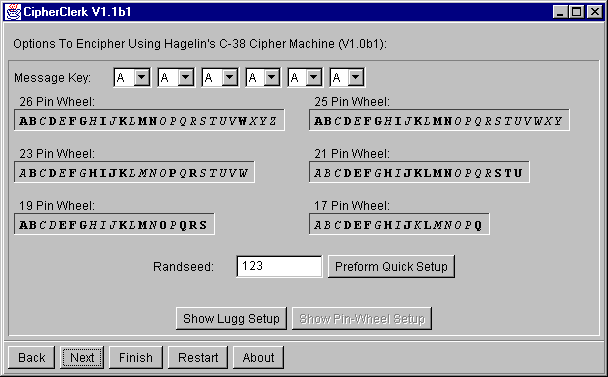 CipherClerk V1.1b1
Options To Encipher Using Hagelin's C-38 Cipher Machine (V1.0b1):
Message Key: A A A A A A
26 Pin Wheel: 25 Pin Wheel:
ABCDEFGHIJKLMNOPQRSTUVWXYZ ABCDEFGHIJKLMNOPQRSTUVWXY
23 Pin Wheel: 21 Pin Wheel:
ABCDEFGHIJKLMNOPQRSTUVW ABCDEFGHIJKLMNOPQRSTU
19 Pin Wheel: 17 Pin Wheel:
ABCDEFGHIJKLMNOPQRS ABCDEFGHIJKLMNOPQ
Randseed: 123 Preform Quick Setup
Show Lugg Setup Show Pin-Wheel Setup
Back Next Finish Restart About